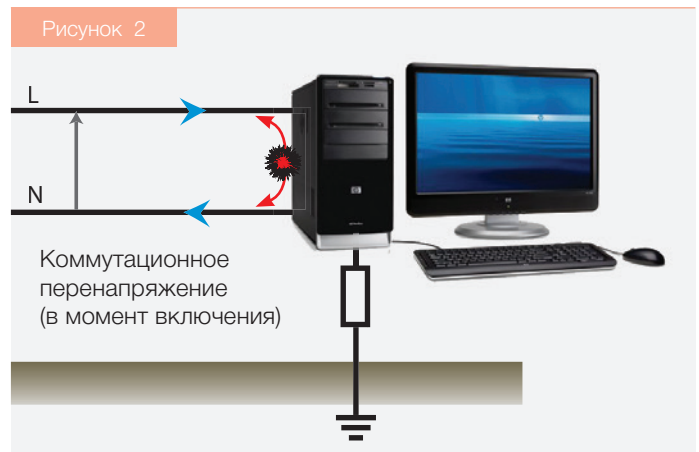 Рисунок 2
L
N
Коммутационное
перенапряжение
(в момент включения)